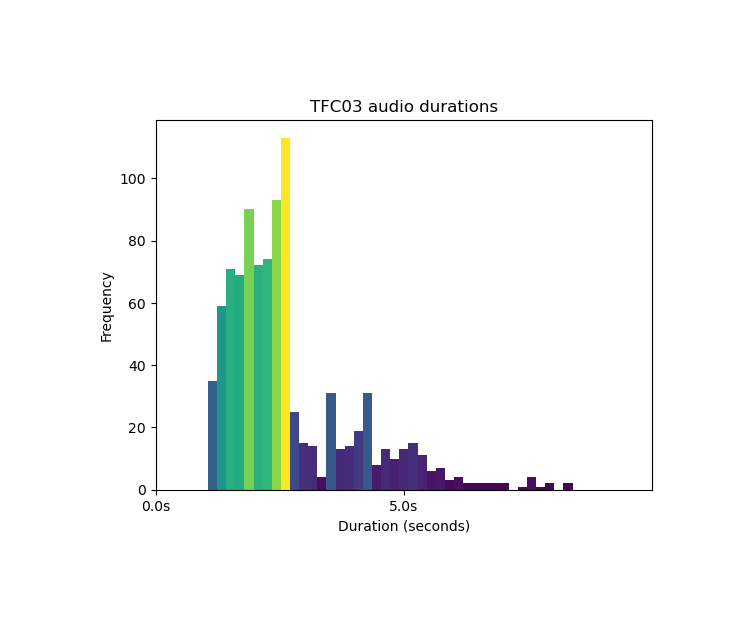 TFC03 audio durations
100
80
60
40
20
0
Frequency
0.0s
5.0s
Duration (seconds)